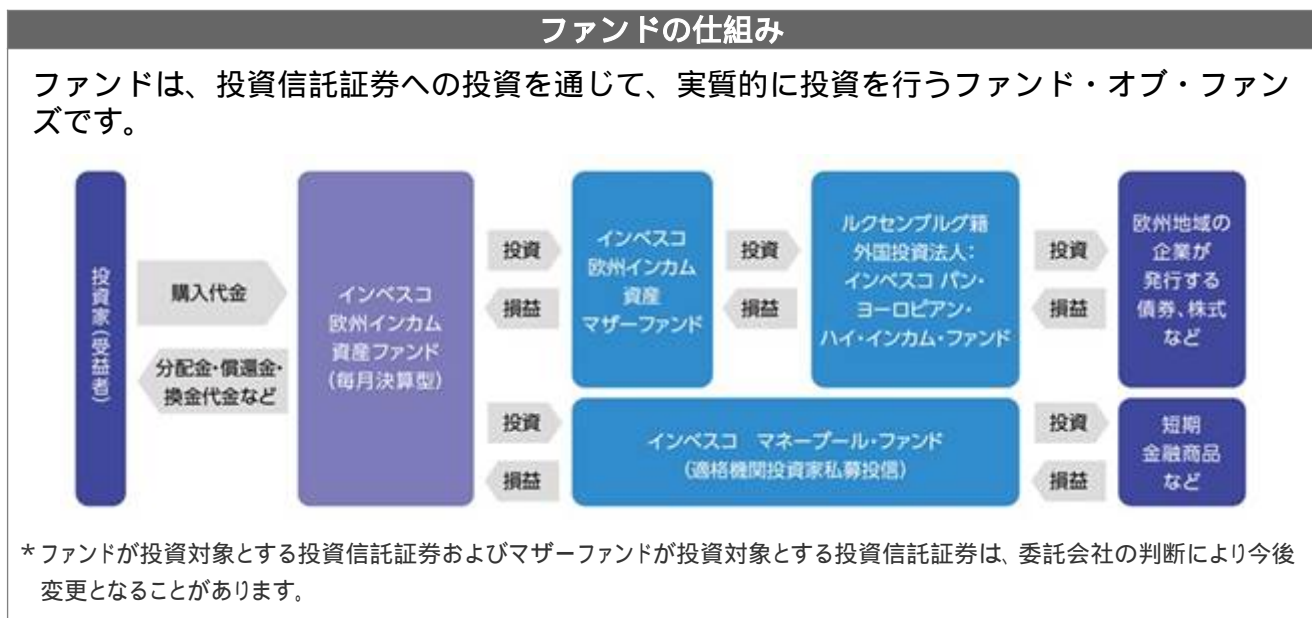 ファンドの仕組み
ファンドは、投資信託証券への投資を通じて、実質的に投資を行うファンド・オブ・ファン
ズです。
投資家(受益者)
購入代金
分配金・償還金・
換金代金など
インベスコ
欧州インカム
資産ファンド
(毎月決算型)
投資
損益
インベスコ
欧州インカム
資産
マザーファンド
投資
損益
ルクセンブルグ籍
外国投資法人:
インベスコ パン・
ヨーロピアン・
ハイ・インカム・ファンド
投資
損益
欧州地域の
企業が
発行する
債券、株式
など
投資
損益
インベスコ マネープール・ファンド
(適格機関投資家私募投信)
投資
損益
短期
金融商品
など
*ファンドが投資対象とする投資信託証券およびマザーファンドが投資対象とする投資信託証券は、委託会社の判断により今後
変更となることがあります。